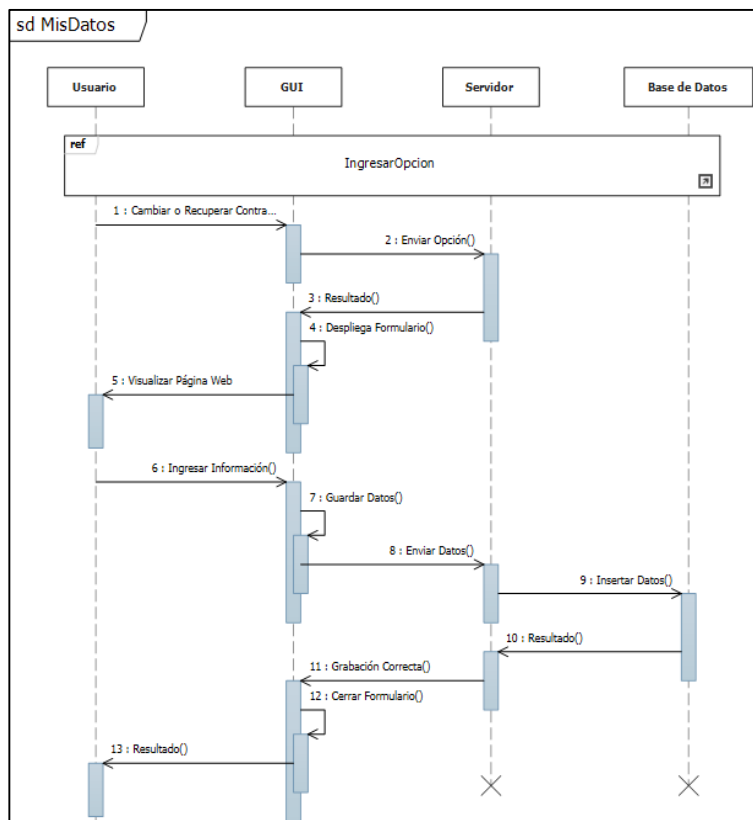 sd MisDatos
Usuario
GUI
Servidor
Base de Datos
ref
IngresarOpcion
1 : Cambiar o Recuperar Contra...
2 : Enviar Opción()
3 : Resultado()
4 : Despliega Formulario()
5 : Visualizar Página Web
6 : Ingresar Información()
7 : Guardar Datos()
8 : Enviar Datos()
9 : Insertar Datos()
10 : Resultado()
11 : Grabación Correcta()
12 : Cerrar Formulario()
13 : Resultado()